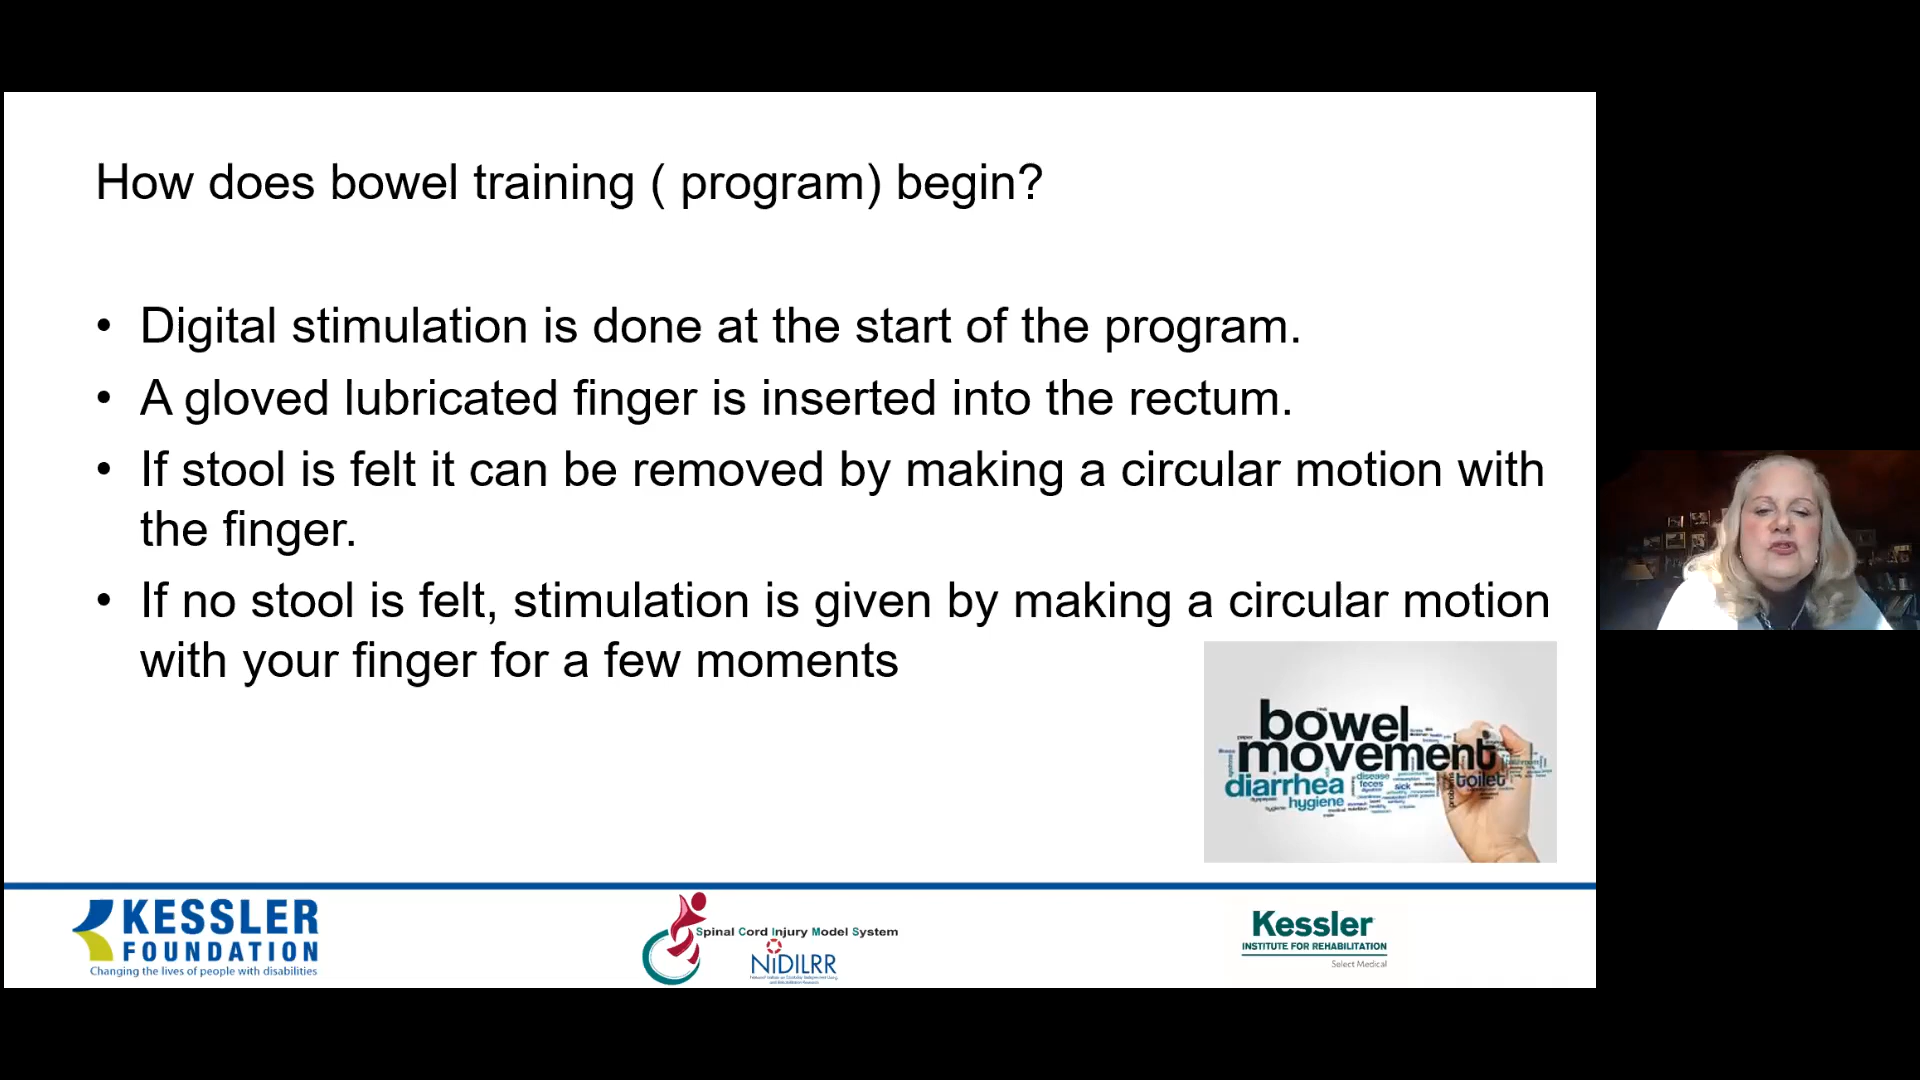 How does bowel training ( program) begin?
• Digital stimulation is done at the start of the program.
• A gloved lubricated finger is inserted into the rectum.
• If stool is felt it can be removed by making a circular motion with
the finger.
• If no stool is felt, stimulation is given by making a circular motion
with your finger for a few moments
bowel
movement
diarrhea
disease
feces
sick
toilet
hygiene
KESSLER
FOUNDATION
Changing the lives of people with disabilities
Spinal Cord Injury Model System
NIDILRR
Kessler
INSTITUTE FOR REHABILITATION
Select Medical